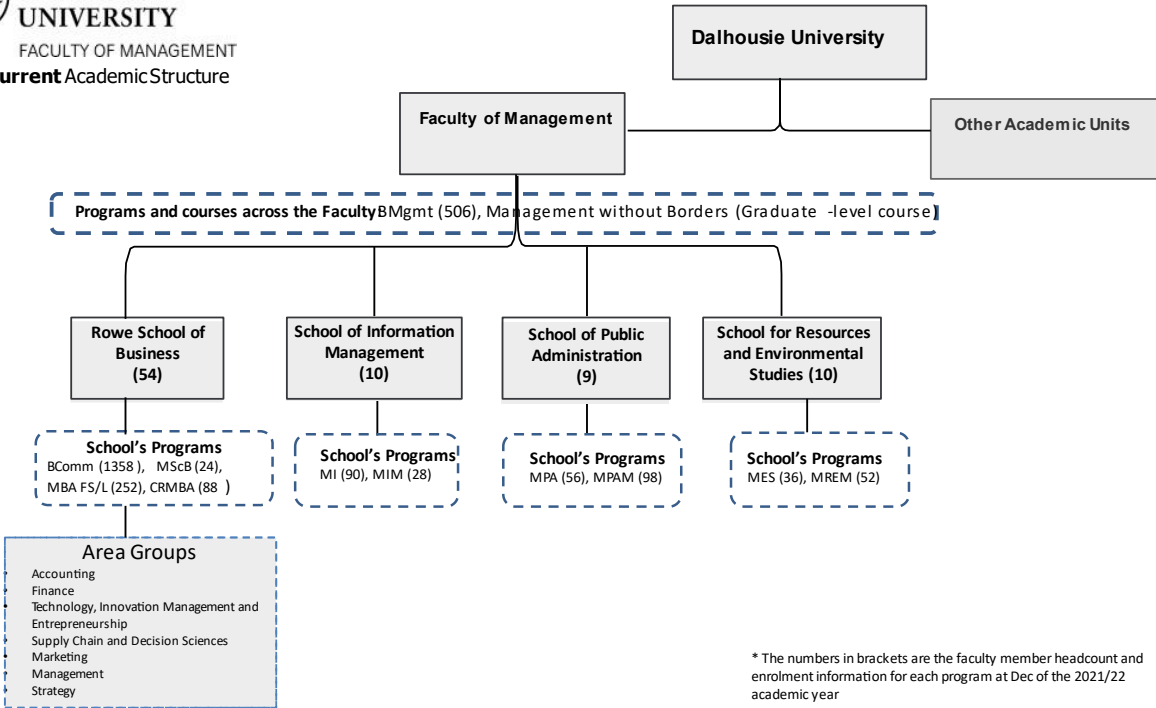 UNIVERSITY
FACULTY OF MANAGEMENT
urrent Academic Structure
Dalhousie University
Faculty of Management
Other Academic Units
Programs and courses across the Faculty BMgmt (506), Management without Borders (Graduate -level course)
Rowe School of
Business
(54)
School of Information
Management
(10)
School of Public
Administration
(9)
School for Resources
and Environmental
Studies (10)
School's Programs
BComm (1358 ), MScB (24),
MBA FS/L (252), CRMBA (88 )
School's Programs
MI (90), MIM (28)
School's Programs
MPA (56), MPAM (98)
School's Programs
MES (36), MREM (52)
Area Groups
Accounting
Finance
Technology, Innovation Management and
Entrepreneurship
Supply Chain and Decision Sciences
Marketing
Management
Strategy
* The numbers in brackets are the faculty member headcount and
enrolment information for each program at Dec of the 2021/22
academic year